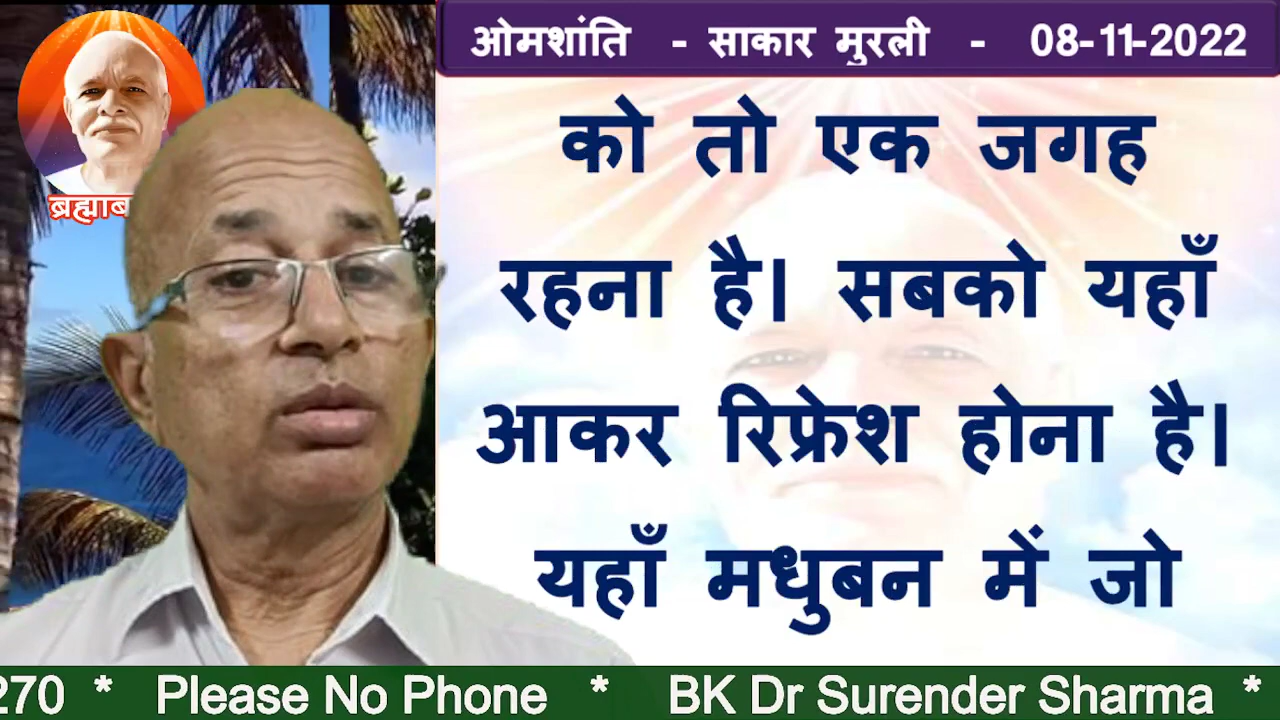 ओमशांति - साकार मुरली - 08-11-2022
को तो एक जगह
रहना है। सबको यहाँ
आकर रिफ्रेश होना है।
यहाँ मधुबन में जो
270 * Please No Phone * BK Dr Surender Sharma *